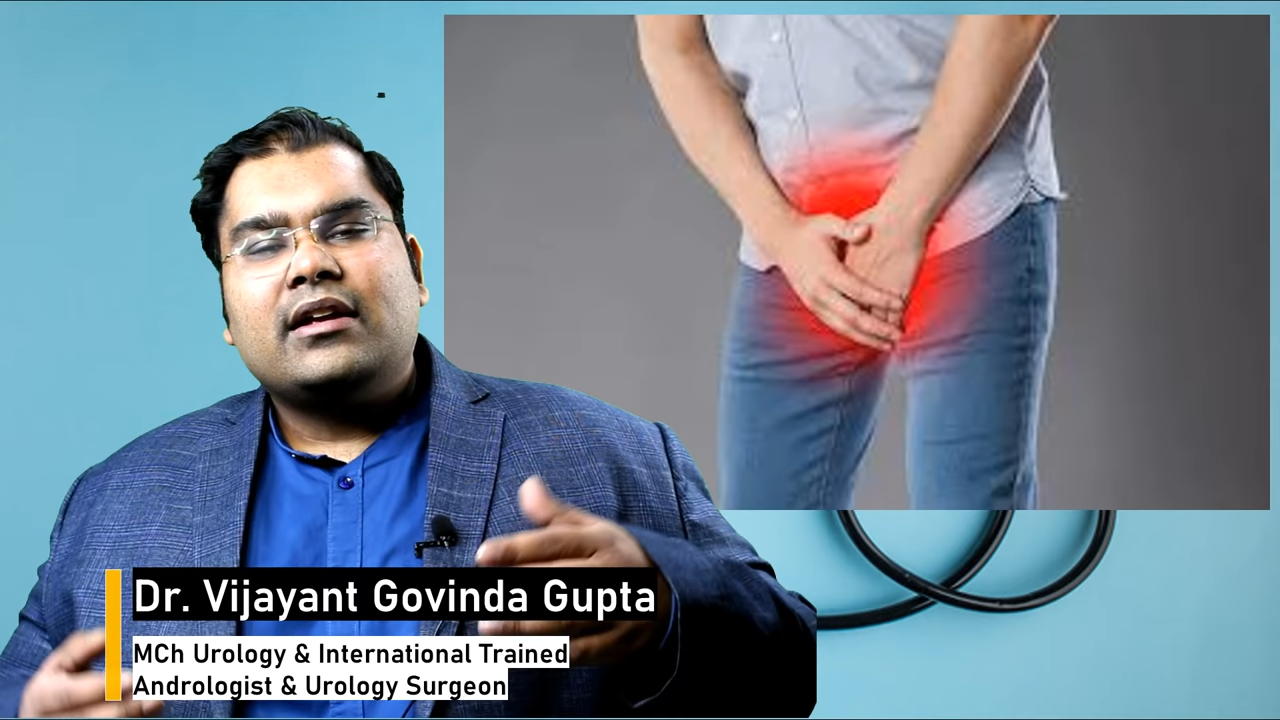 Dr. Vijayant Govinda Gupta
MCh Urology & International Trained
Andrologist & Urology Surgeon